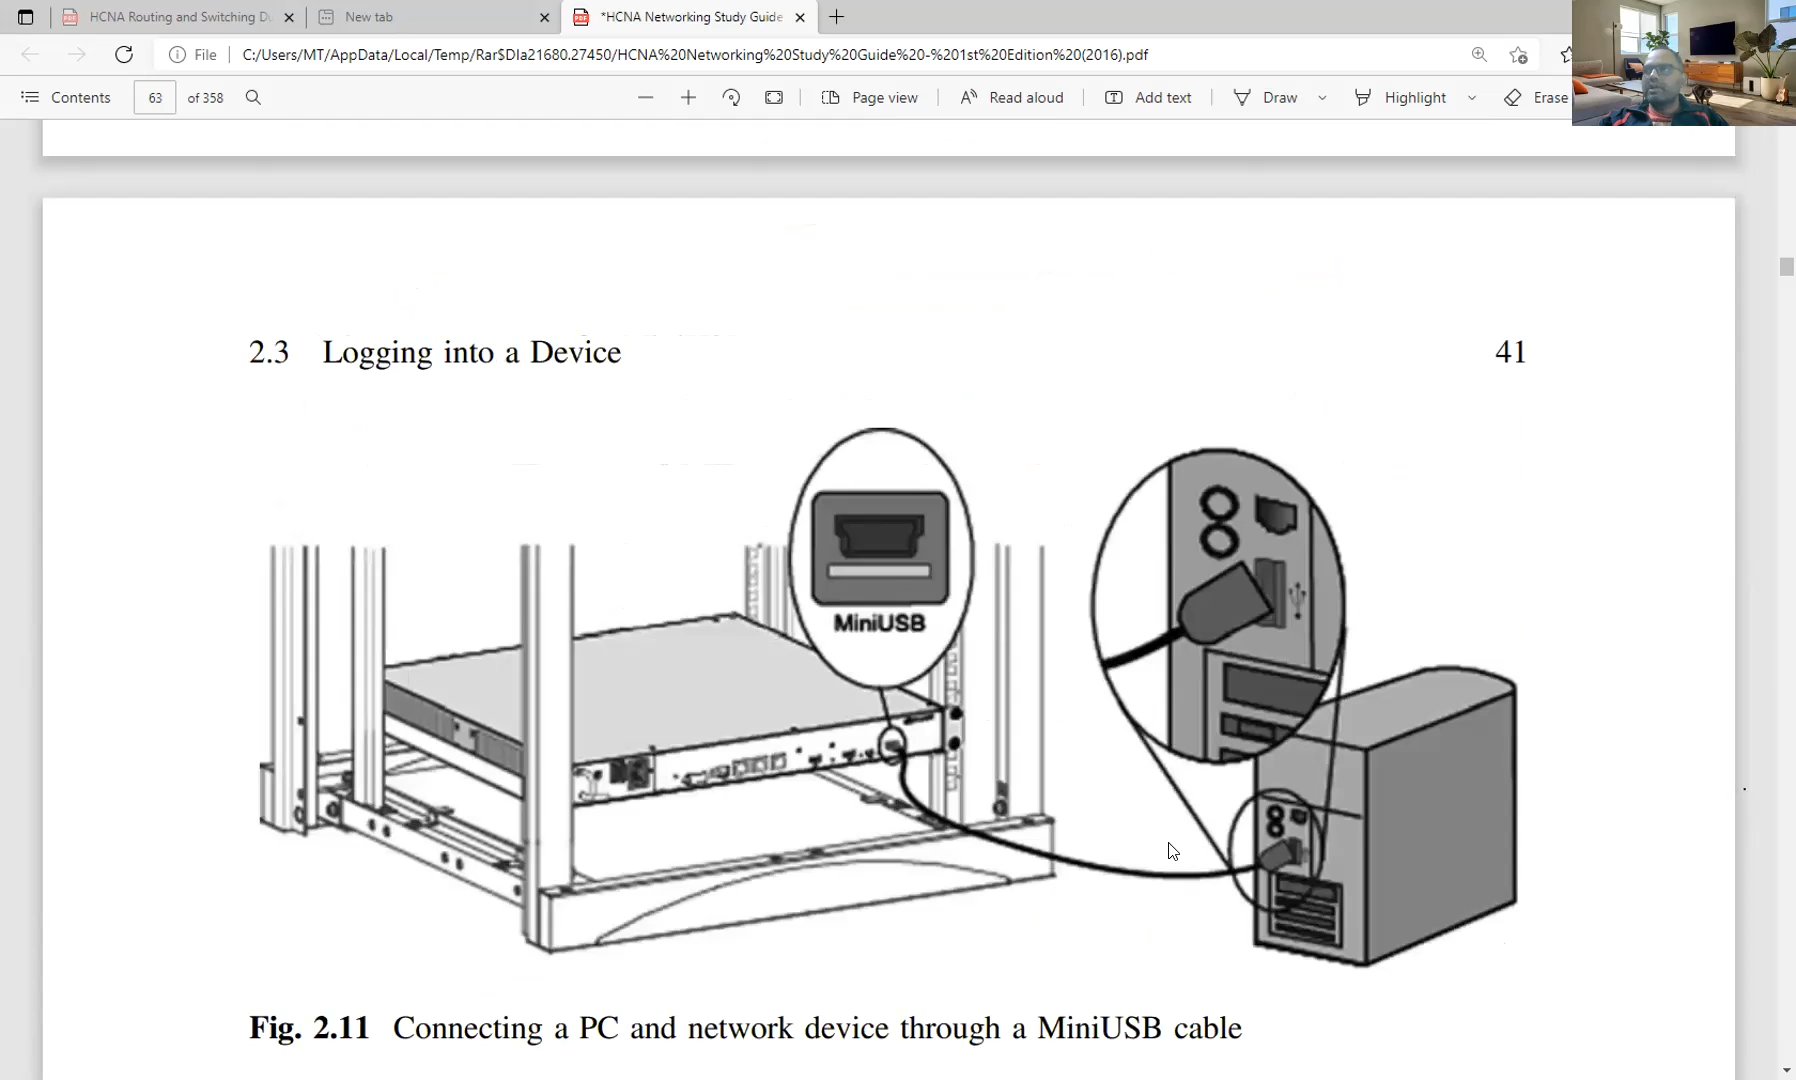 HCNA Routing and Switching Du
New tab
*HCNA Networking Study Guide
File
C:/Users/MT/AppData/Local/Temp/Rar$DIa21680.27450/HCNA%20Networking%20Study%20Guide%20-%201st%20Edition%20(2016).pdf
Contents
63
of 358
Page view
Read aloud
Add text
Draw
Highlight
Erase
2.3 Logging into a Device
41
MiniUSB
Fig. 2.11 Connecting a PC and network device through a MiniUSB cable